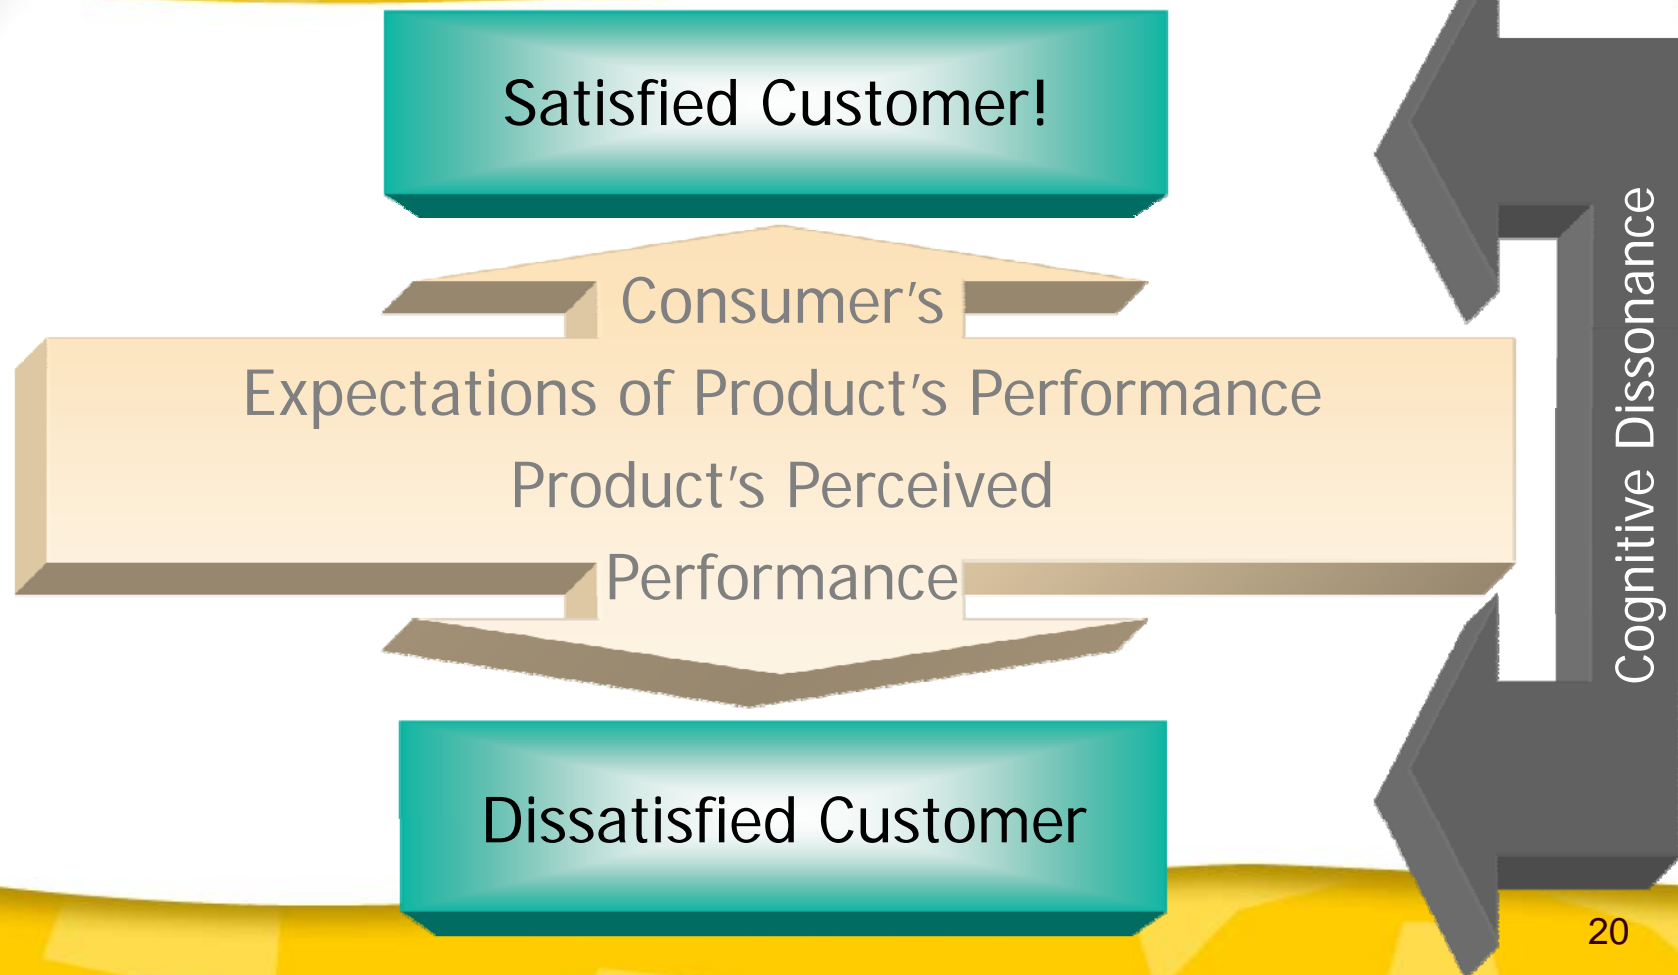 Satisfied Customer!
Consumer’s
Expectations of Product’s Performance
Product’s Perceived
Performance
Dissatisfied Customer
Cognitive Dissonance
20